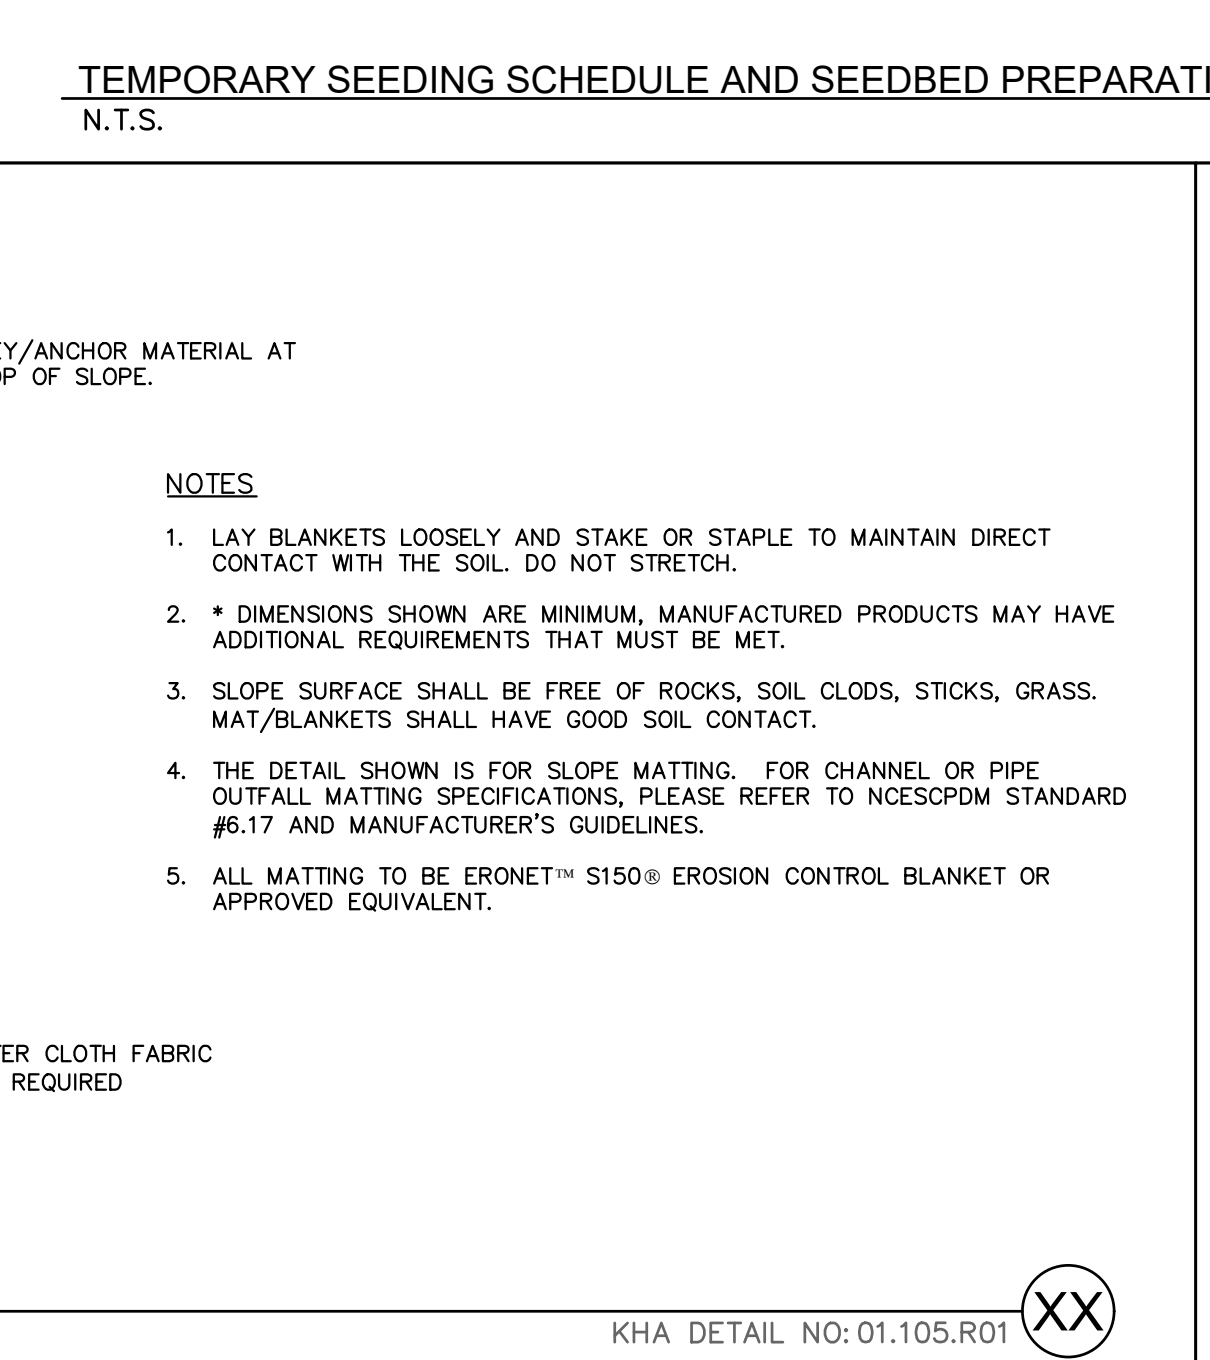 TEMPORARY SEEDING SCHEDULE AND SEEDBED PREPARATI
N.T.S.
EY/ANCHOR MATERIAL AT
OP OF SLOPE.
NOTES
1. LAY BLANKETS LOOSELY AND STAKE OR STAPLE TO MAINTAIN DIRECT
CONTACT WITH THE SOIL. DO NOT STRETCH.
2. * DIMENSIONS SHOWN ARE MINIMUM, MANUFACTURED PRODUCTS MAY HAVE
ADDITIONAL REQUIREMENTS THAT MUST BE MET.
3. SLOPE SURFACE SHALL BE FREE OF ROCKS, SOIL CLODS, STICKS, GRASS.
MAT/BLANKETS SHALL HAVE GOOD SOIL CONTACT.
4. THE DETAIL SHOWN IS FOR SLOPE MATTING. FOR CHANNEL OR PIPE
OUTFALL MATTING SPECIFICATIONS, PLEASE REFER TO NCESCPDM STANDARD
#6.17 AND MANUFACTURER'S GUIDELINES.
5. ALL MATTING TO BE ERONET™ S150® EROSION CONTROL BLANKET OR
APPROVED EQUIVALENT.
TER CLOTH FABRIC
REQUIRED
XX
KHA DETAIL NO: 01.105.R01